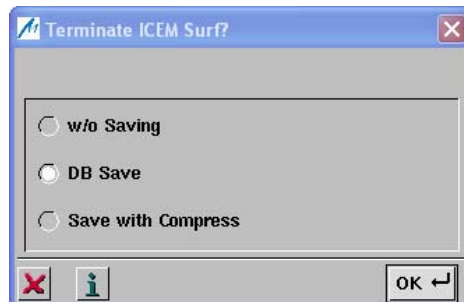 Terminate ICEM Surf?
w/o Saving
DB Save
Save with Compress
OK